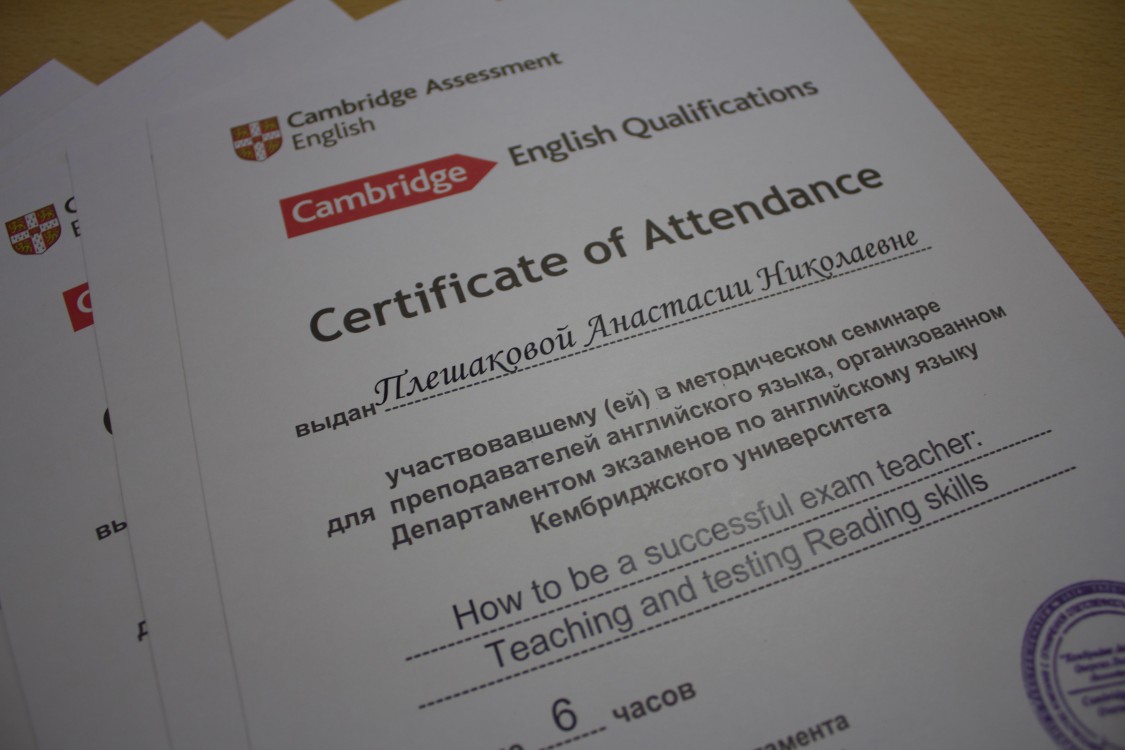 Cambridge Assessment
English
Cambridge English Qualifications
Certificate of Attendance
выдан Плешаковой Анастасии Николаевне
участвовавшему (ей) в методическом семинаре
для преподавателей английского языка, организованном
Департаментом экзаменов по английскому языку
Кембриджского университета
How to be a successful exam teacher:
Teaching and testing Reading skills
6 часов